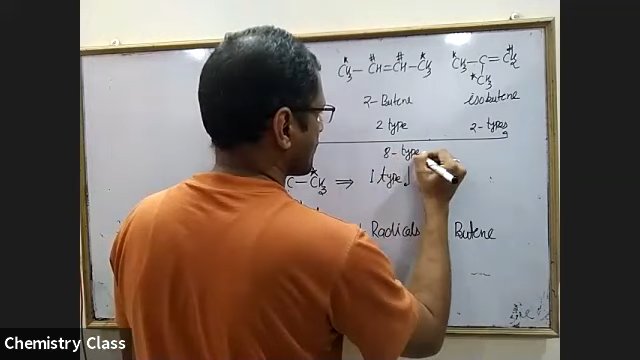 *CH₃ — #CH = #CH — *CH₃   *CH₃ — C = #CH₂
*CH₃
2-Butene   isobutene
2 type   2-types
8-type
C — *CH₃ ⇒ 1 type
Radicals   Butene
Chemistry Class